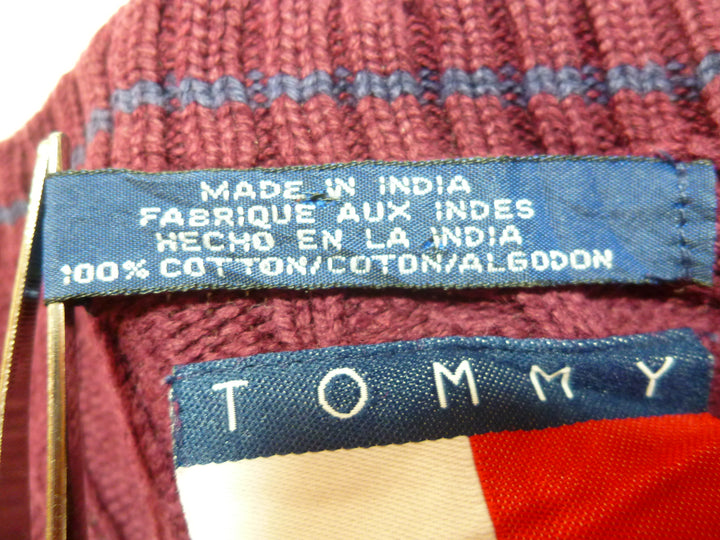 MADE IN INDIA
FABRIQUE AUX INDES
HECHO EN LA INDIA
100% COTTON/COTON/ALGODON
TOMMY